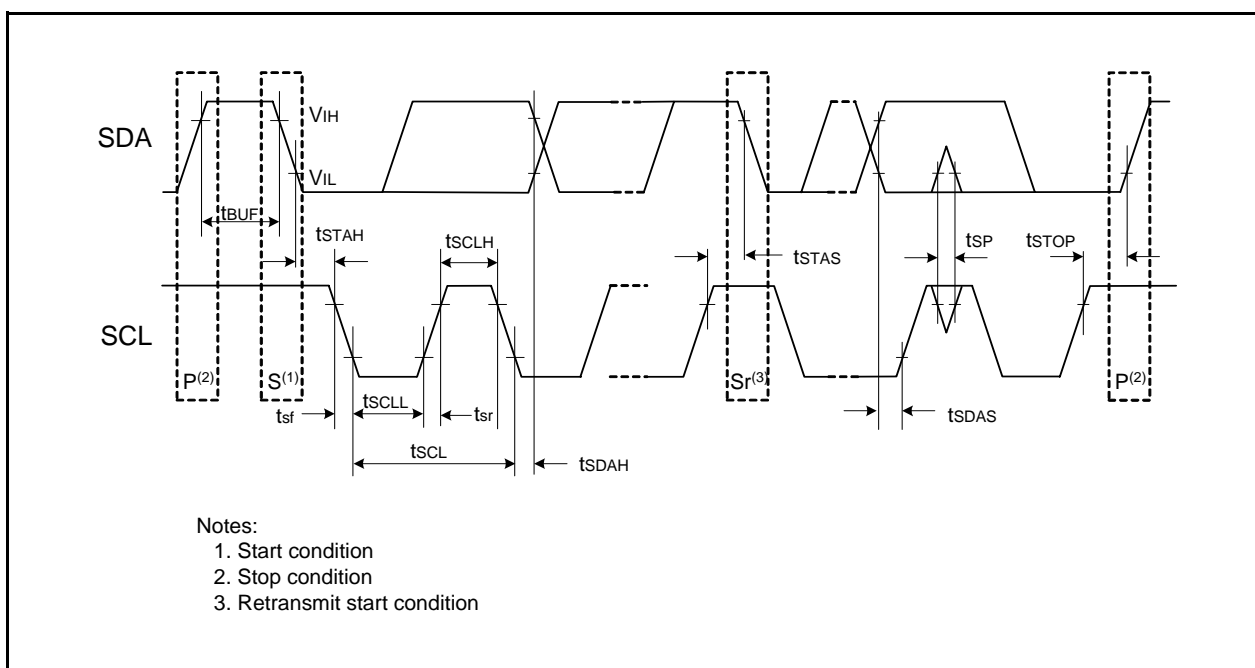 SDA
VIH
VIL
tBUF
tSTAH
tSCLH
tSTAS
tSP
tSTOP
SCL
P(2)
S(1)
Sr(3)
P(2)
tsf
tSCLL
tsr
tSDAS
tSCL
tSDAH
Notes:
1. Start condition
2. Stop condition
3. Retransmit start condition